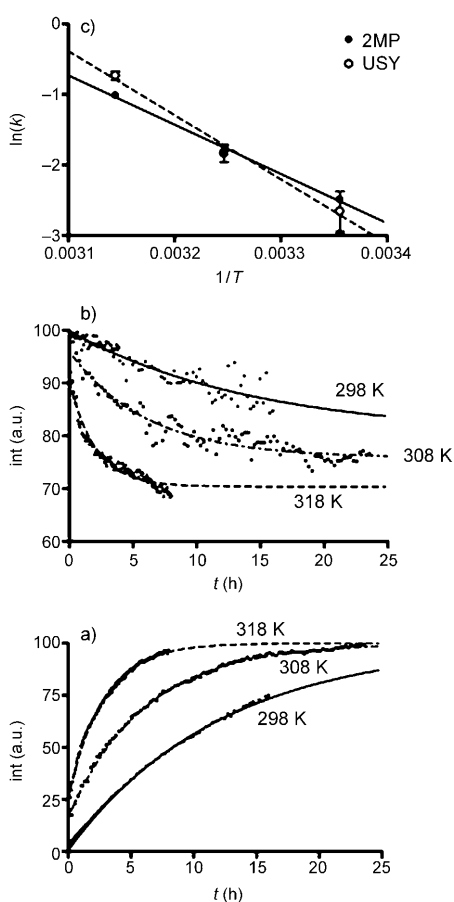 c)
0
2MP
USY
−1
ln(k)
−2
−3
0.0031 0.0032 0.0033 0.0034
1/T
b)
100
90
298 K
int (a.u.)
80
308 K
70
318 K
60
0 5 10 15 20 25
t (h)
a)
318 K
100
308 K
75
298 K
int (a.u.)
50
25
0
0 5 10 15 20 25
t (h)